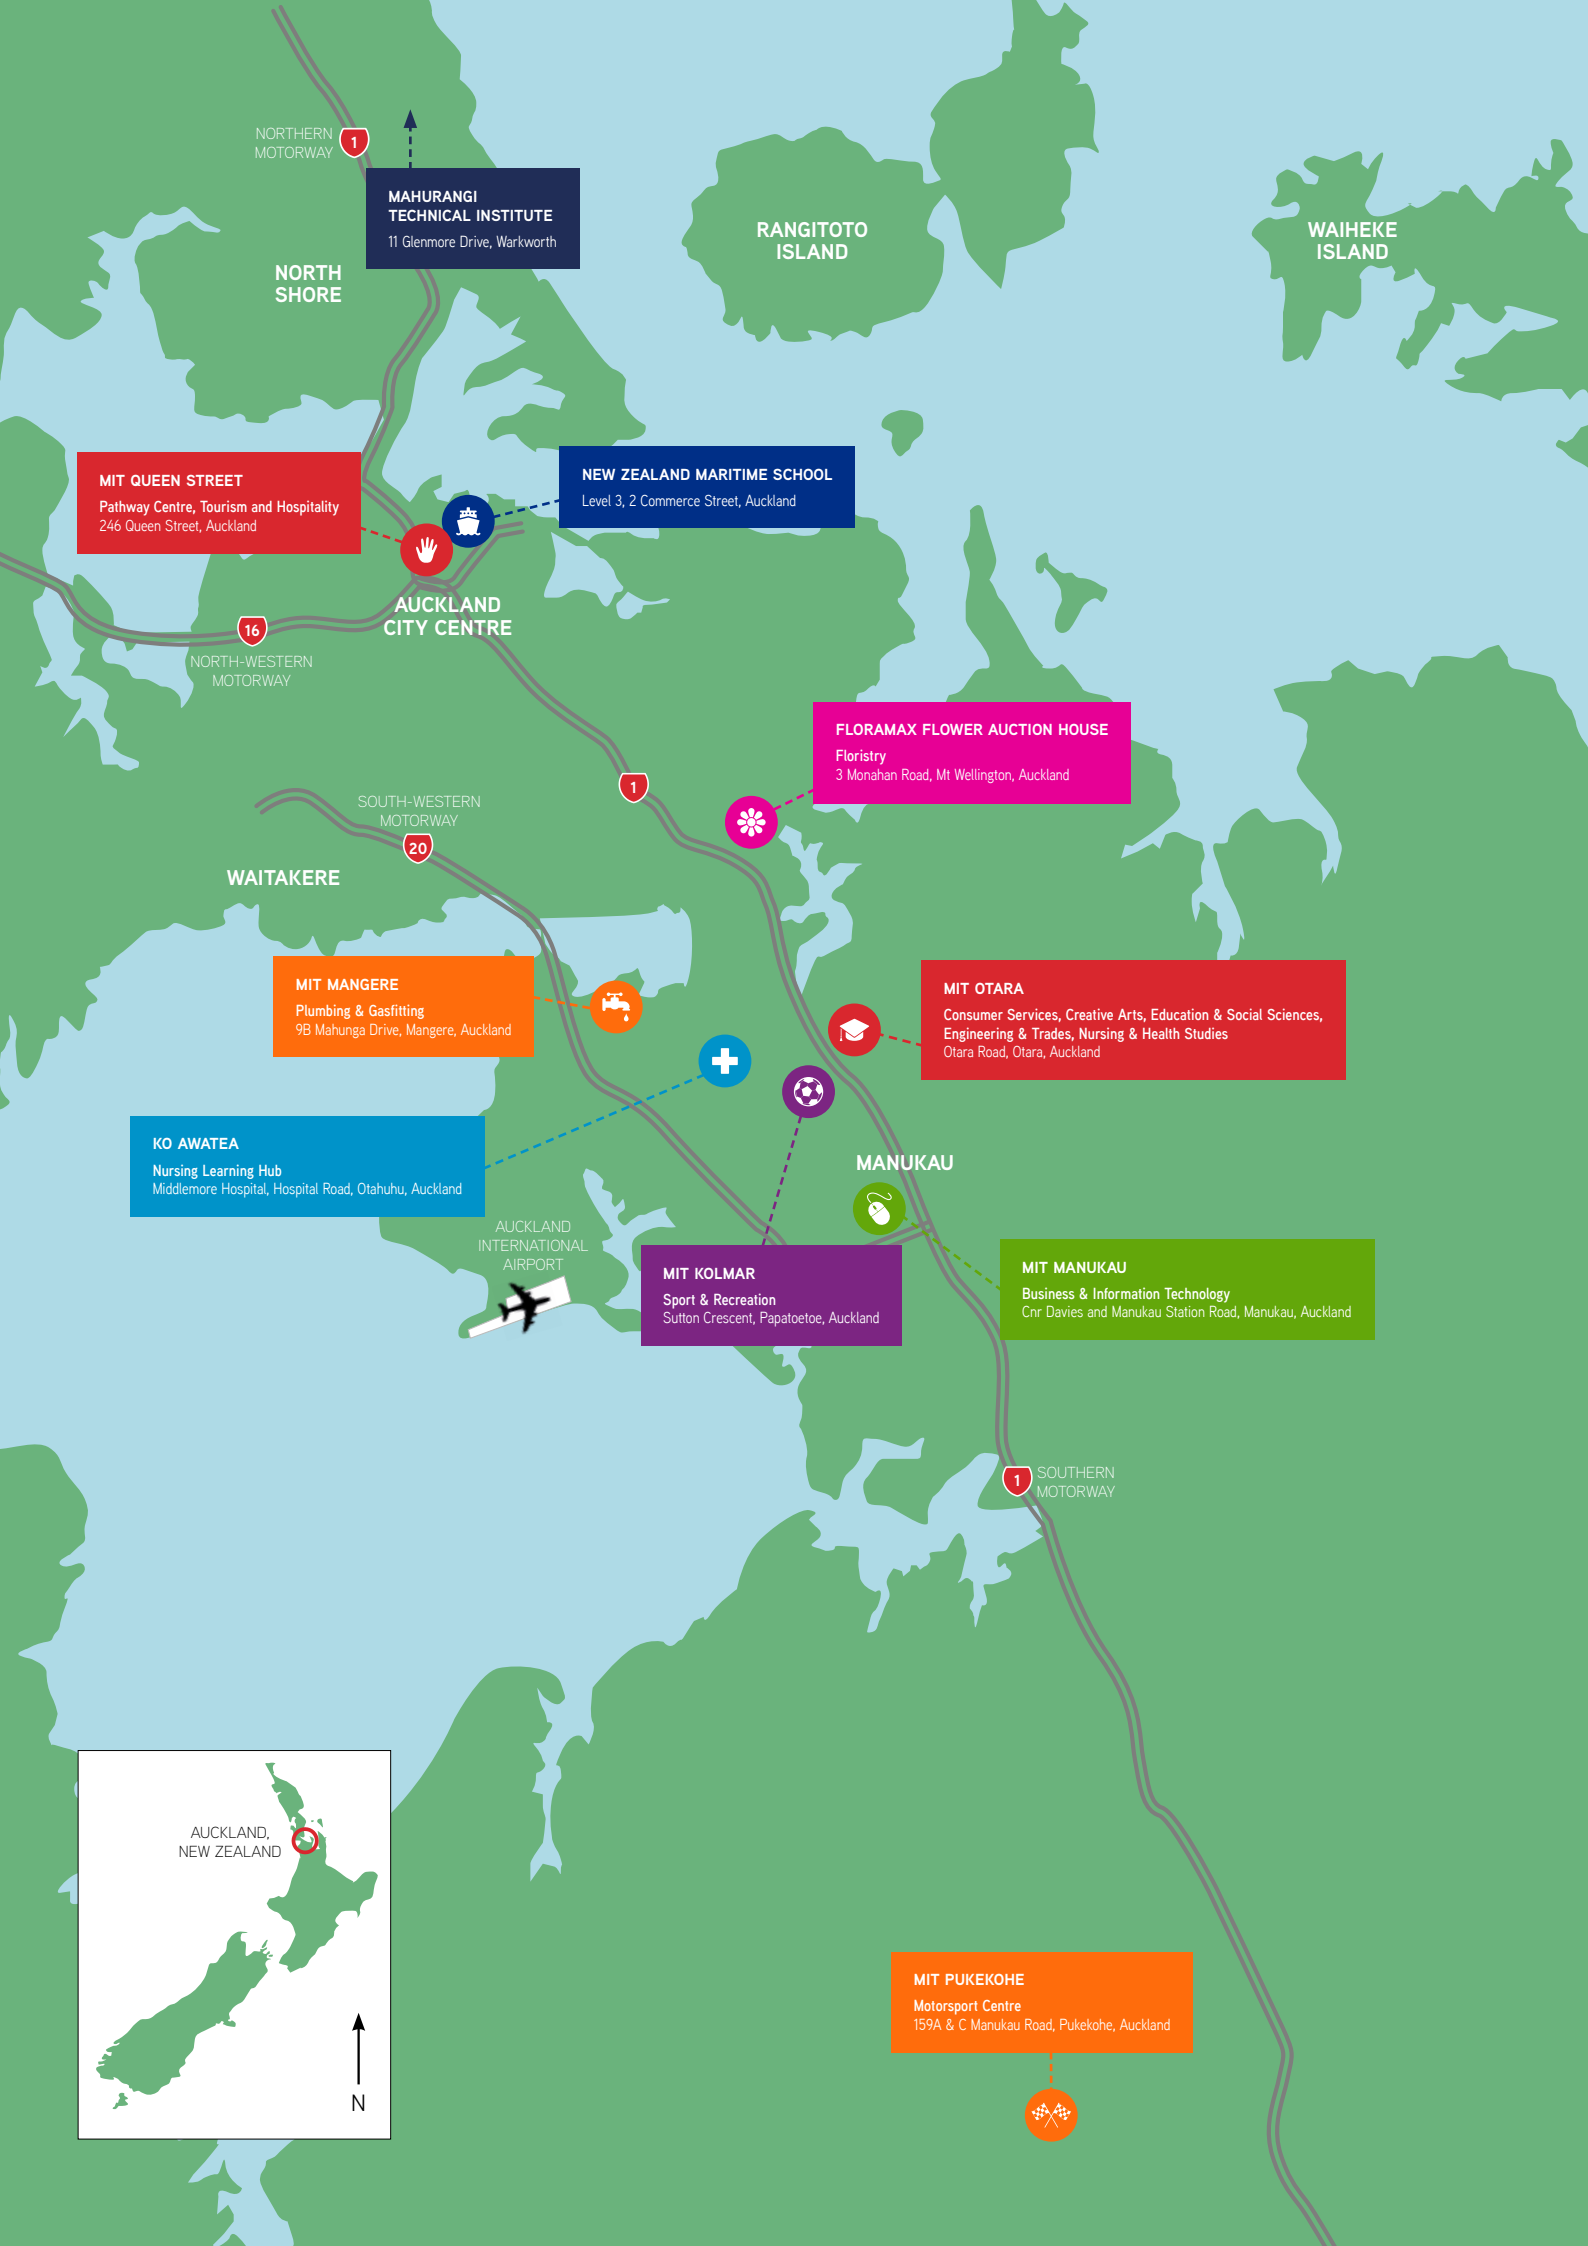 NORTHERN
MOTORWAY
1
MAHURANGI
TECHNICAL INSTITUTE
11 Glenmore Drive, Warkworth
RANGITOTO
ISLAND
WAIHEKE
ISLAND
NORTH
SHORE
MIT QUEEN STREET
Pathway Centre, Tourism and Hospitality
246 Queen Street, Auckland
NEW ZEALAND MARITIME SCHOOL
Level 3, 2 Commerce Street, Auckland
AUCKLAND
CITY CENTRE
16
NORTH-WESTERN
MOTORWAY
FLORAMAX FLOWER AUCTION HOUSE
Floristry
3 Monahan Road, Mt Wellington, Auckland
1
SOUTH-WESTERN
MOTORWAY
20
WAITAKERE
MIT MANGERE
Plumbing & Gasfitting
9B Mahunga Drive, Mangere, Auckland
MIT OTARA
Consumer Services, Creative Arts, Education & Social Sciences,
Engineering & Trades, Nursing & Health Studies
Otara Road, Otara, Auckland
KO AWATEA
Nursing Learning Hub
Middlemore Hospital, Hospital Road, Otahuhu, Auckland
MANUKAU
AUCKLAND
INTERNATIONAL
AIRPORT
MIT KOLMAR
Sport & Recreation
Sutton Crescent, Papatoetoe, Auckland
MIT MANUKAU
Business & Information Technology
Cnr Davies and Manukau Station Road, Manukau, Auckland
1
SOUTHERN
MOTORWAY
AUCKLAND,
NEW ZEALAND
N
MIT PUKEKOHE
Motorsport Centre
159A & C Manukau Road, Pukekohe, Auckland